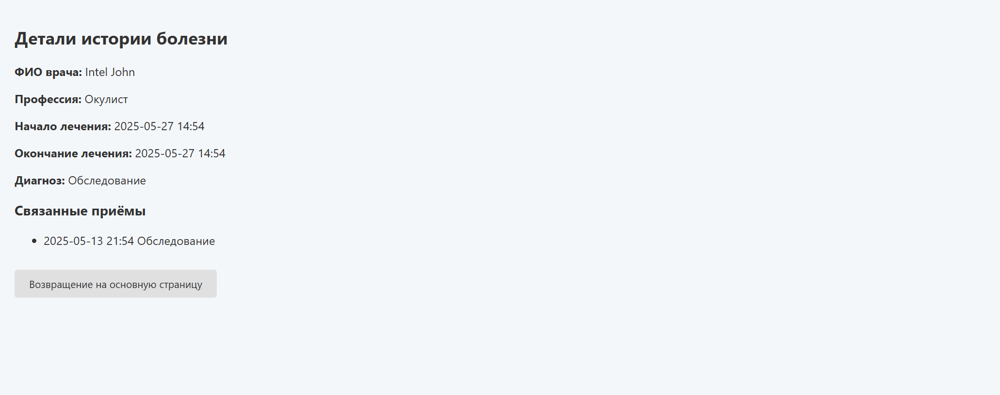 Детали истории болезни
ФИО врача: Intel John
Профессия: Окулист
Начало лечения: 2025-05-27 14:54
Окончание лечения: 2025-05-27 14:54
Диагноз: Обследование
Связанные приёмы
2025-05-13 21:54 Обследование
Возвращение на основную страницу